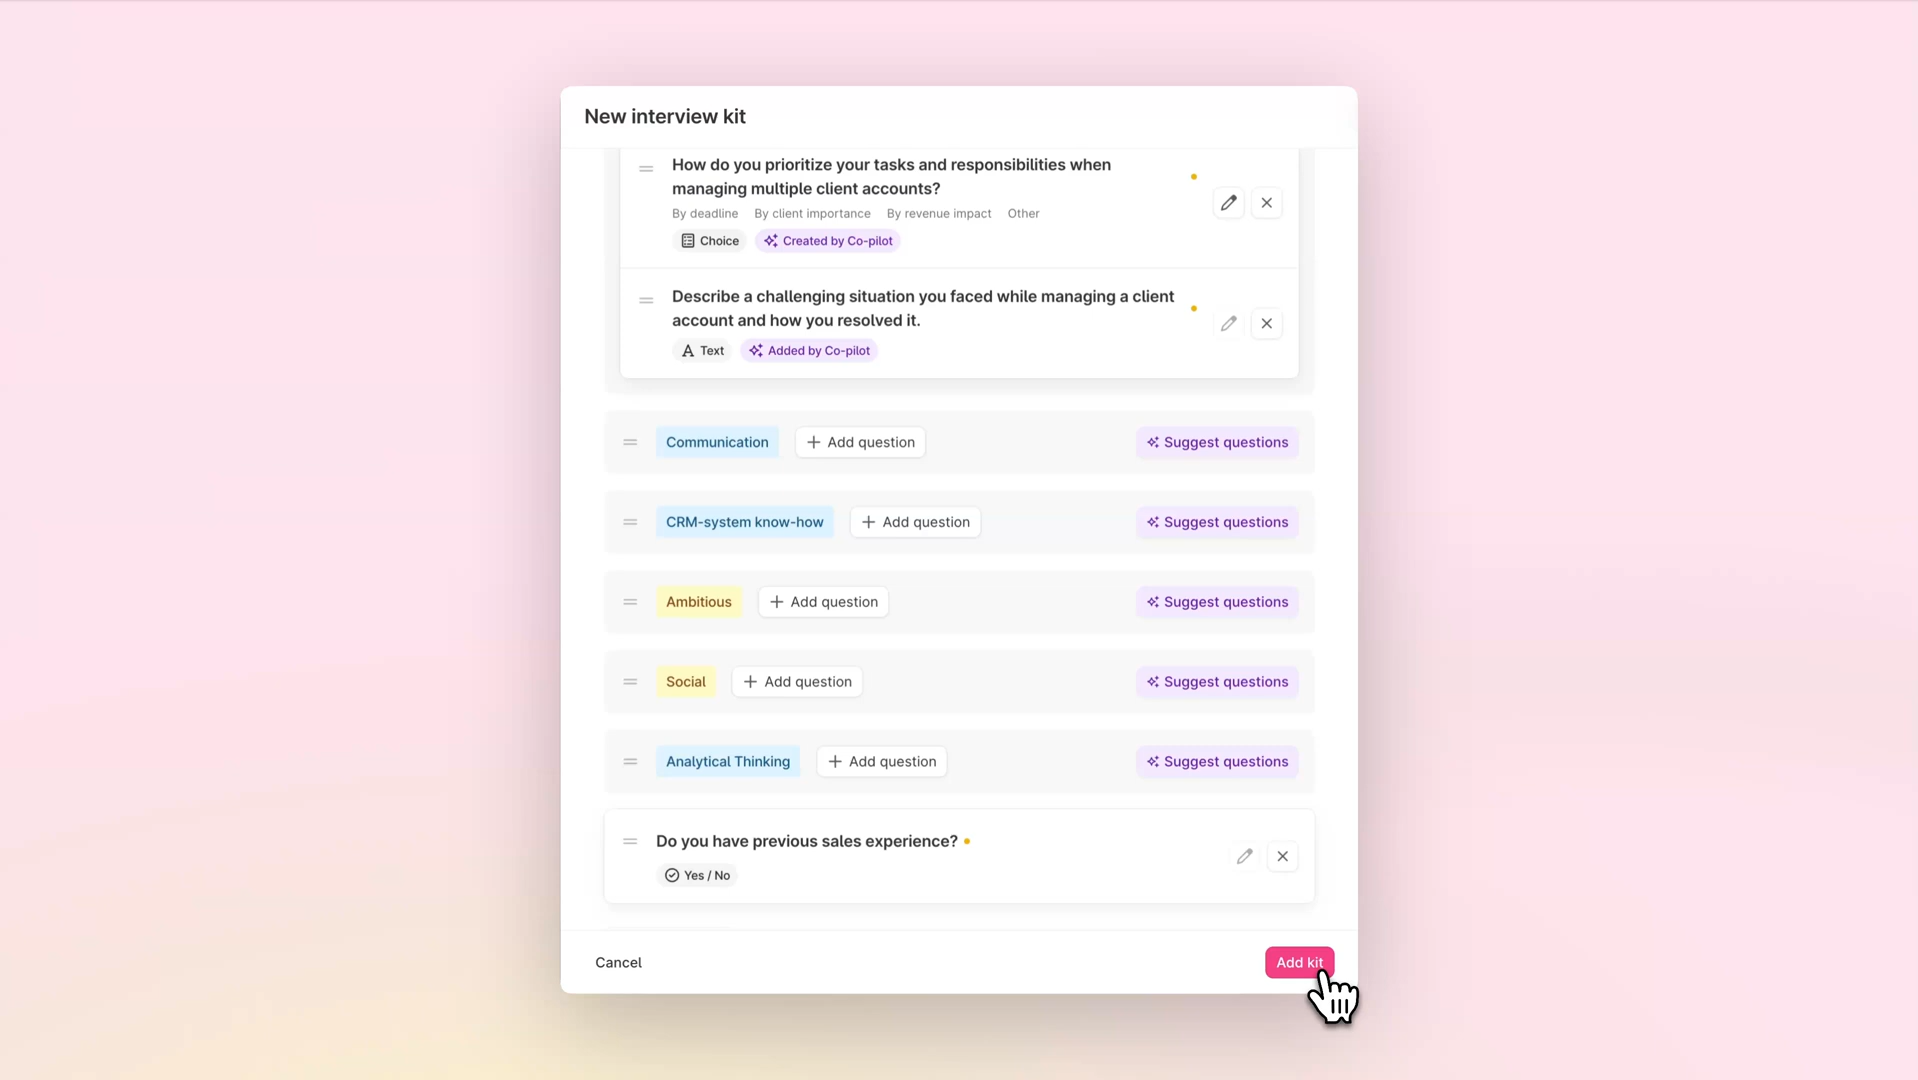 New interview kit
How do you prioritize your tasks and responsibilities when
managing multiple client accounts?
By deadline By client importance By revenue impact Other
Choice Created by Co-pilot
Describe a challenging situation you faced while managing a client
account and how you resolved it.
Text Added by Co-pilot
Communication + Add question Suggest questions
CRM-system know-how + Add question Suggest questions
Ambitious + Add question Suggest questions
Social + Add question Suggest questions
Analytical Thinking + Add question Suggest questions
Do you have previous sales experience?
Yes / No
Cancel Add kit